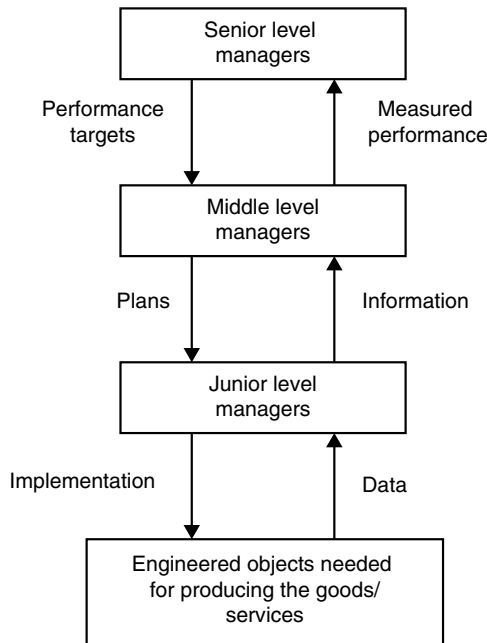 Senior level
managers
Performance
targets
Measured
performance
Middle level
managers
Plans
Information
Junior level
managers
Implementation
Data
Engineered objects needed
for producing the goods/
services